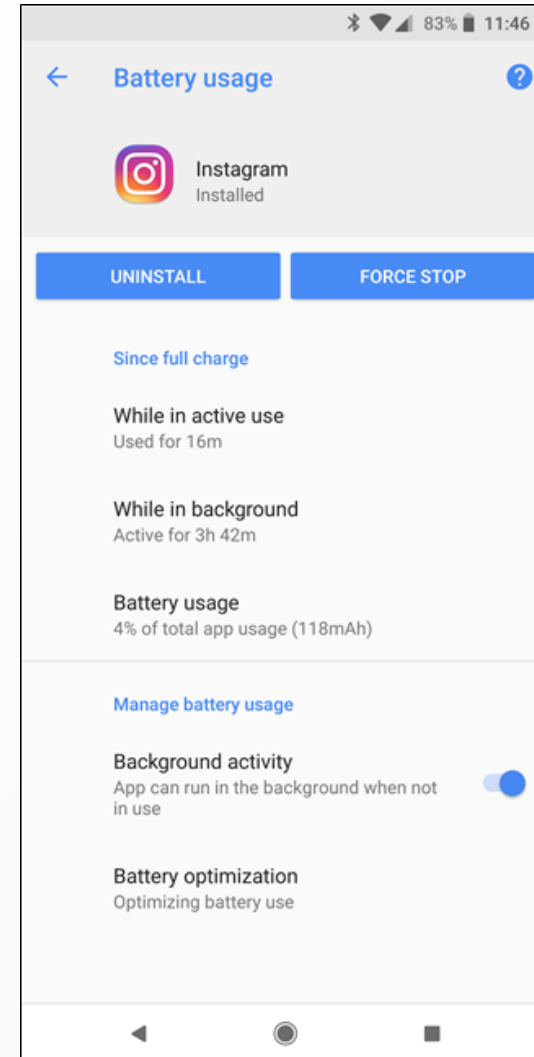 83% 11:46
Battery usage
?
Instagram
Installed
UNINSTALL FORCE STOP
Since full charge
While in active use
Used for 16m
While in background
Active for 3h 42m
Battery usage
4% of total app usage (118mAh)
Manage battery usage
Background activity
App can run in the background when not
in use
Battery optimization
Optimizing battery use